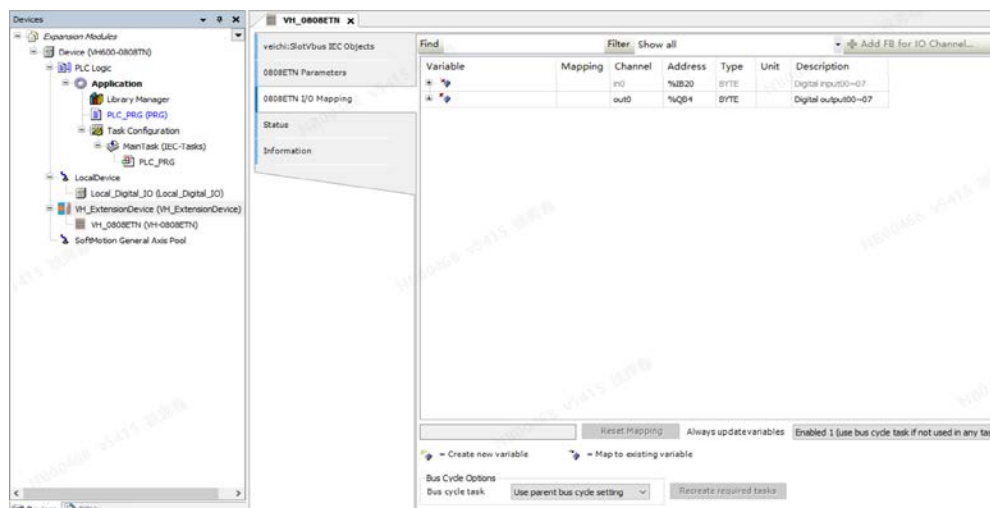 Devices
Expansion Modules
Device (VH600-0808TN)
PLC Logic
Application
Library Manager
PLC_PRG (PRG)
Task Configuration
MainTask (IEC-Tasks)
PLC_PRG
LocalDevice
Local_Digital_IO (Local_Digital_IO)
VH_ExtensionDevice (VH_ExtensionDevice)
VH_0808ETN (VH-0808ETN)
SoftMotion General Axis Pool
VH_0808ETN
veichi:SlotVbus IEC Objects
0808ETN Parameters
0808ETN I/O Mapping
Status
Information
Find Filter Show all Add FB for IO Channel...
Variable Mapping Channel Address Type Unit Description
in0 %IB20 BYTE Digital input00~07
out0 %QB4 BYTE Digital output00~07
Reset Mapping Always update variables Enabled 1 (use bus cycle task if not used in any tas
= Create new variable = Map to existing variable
Bus Cycle Options
Bus cycle task Use parent bus cycle setting Recreate required tasks